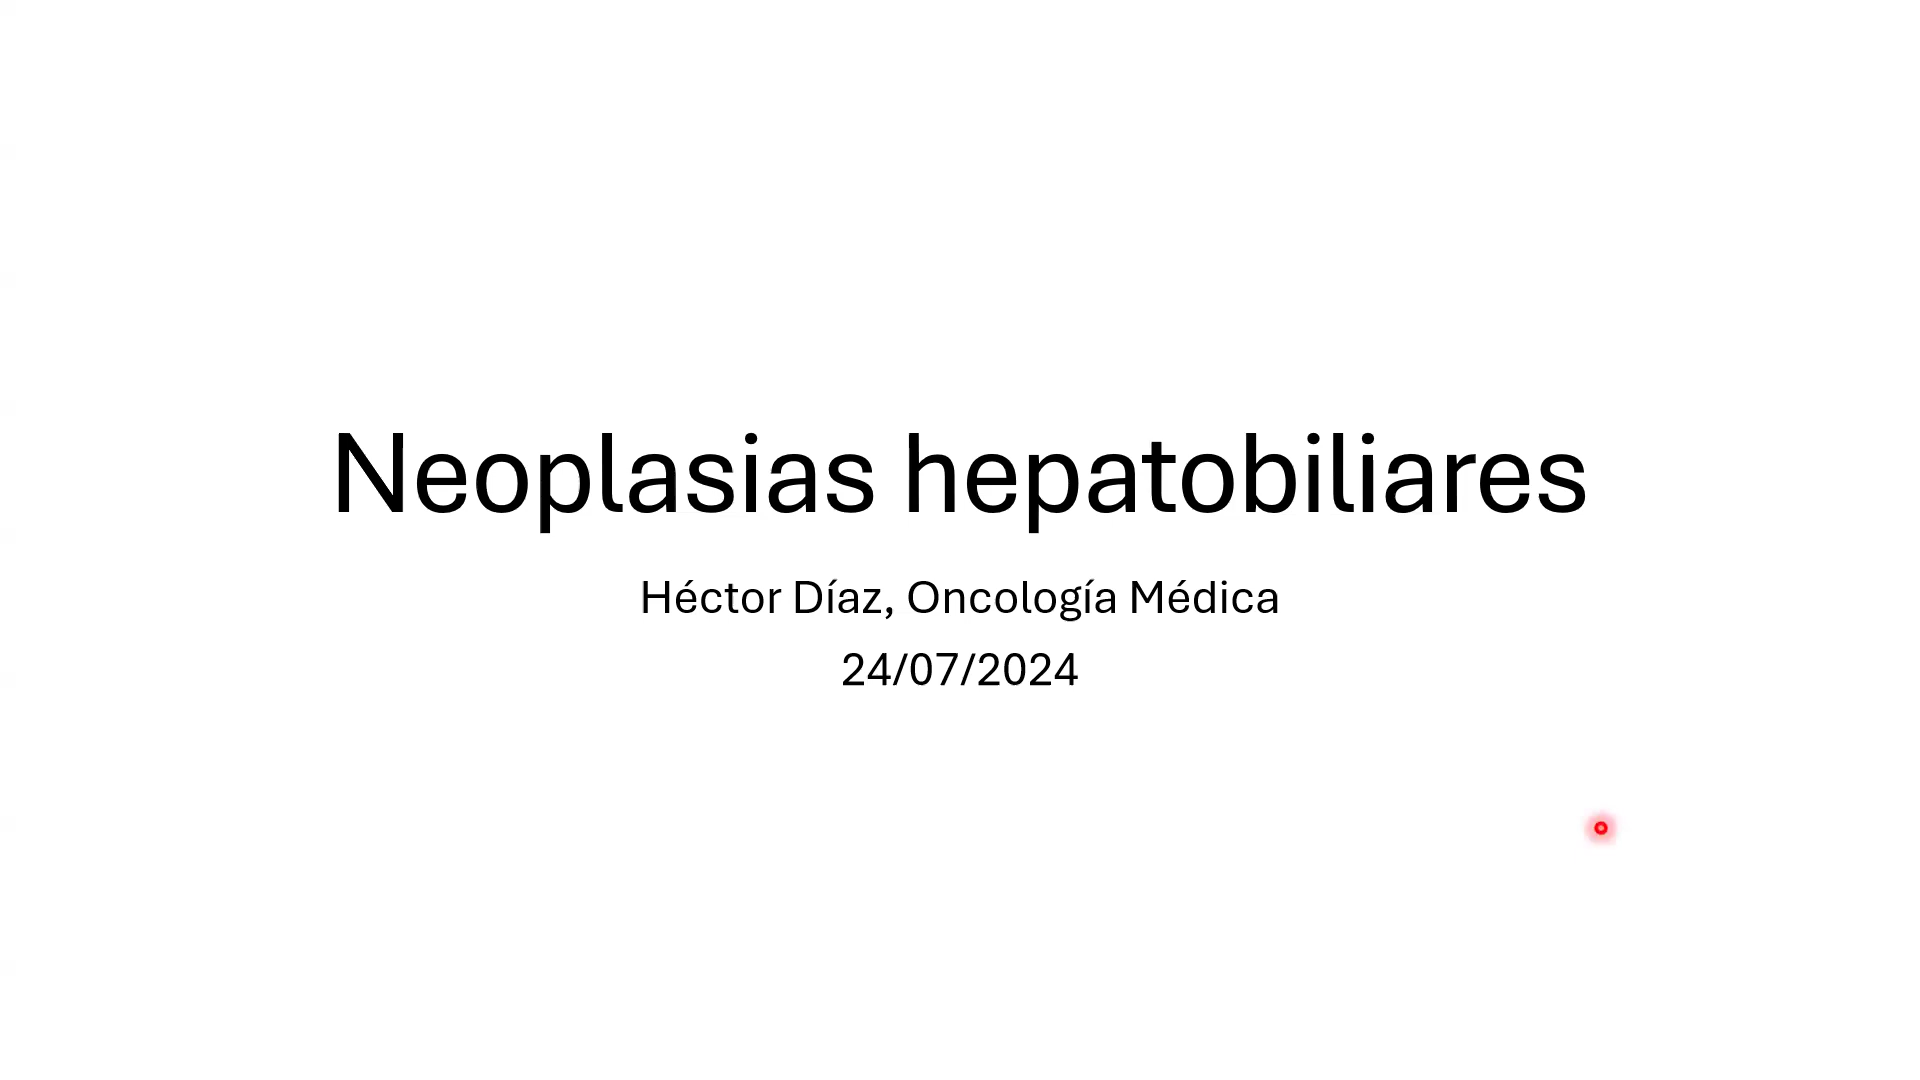 Neoplasias hepatobiliares
Héctor Díaz, Oncología Médica
24/07/2024